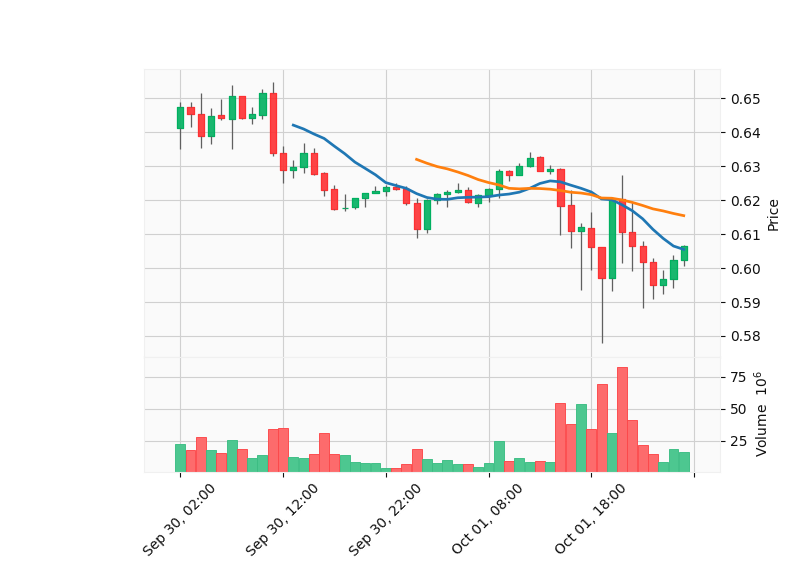 0.65
0.64
0.63
0.62
0.61
0.60
0.59
0.58
Price
75
50
25
Volume 10⁶
Sep 30, 02:00
Sep 30, 12:00
Sep 30, 22:00
Oct 01, 08:00
Oct 01, 18:00